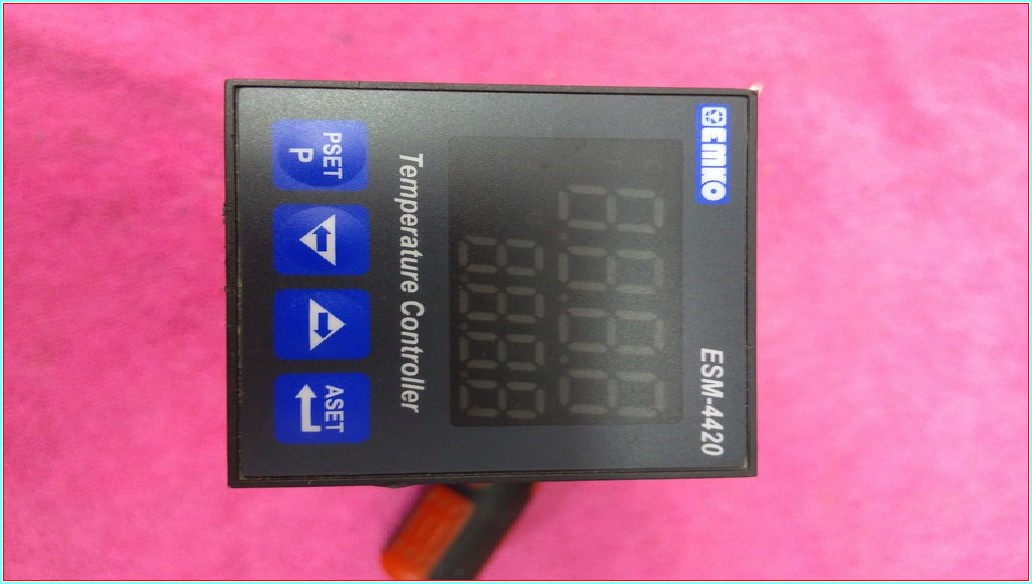 EMKO
ESM-4420
Temperature Controller
PSET
P
ASET